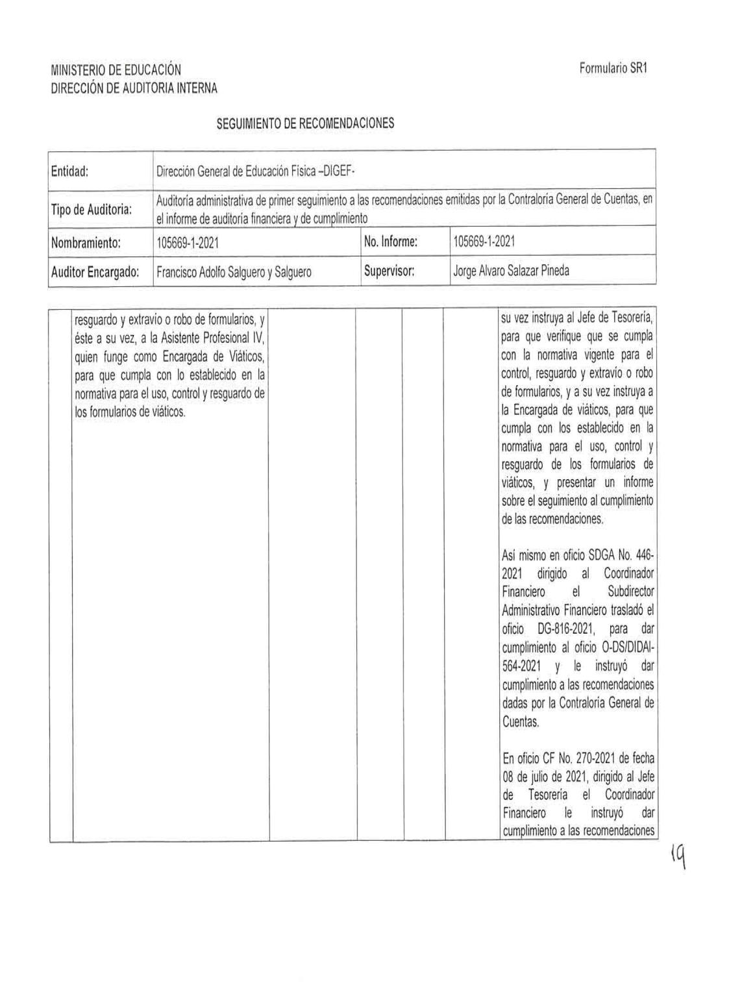 MINISTERIO DE EDUCACIÓN
DIRECCIÓN DE AUDITORIA INTERNA
Formulario SR1
SEGUIMIENTO DE RECOMENDACIONES
Entidad: Dirección General de Educación Física –DIGEF-
Tipo de Auditoria: Auditoría administrativa de primer seguimiento a las recomendaciones emitidas por la Contraloría General de Cuentas, en
el informe de auditoría financiera y de cumplimiento
Nombramiento: 105669-1-2021 No. Informe: 105669-1-2021
Auditor Encargado: Francisco Adolfo Salguero y Salguero Supervisor: Jorge Alvaro Salazar Pineda
resguardo y extravío o robo de formularios, y
éste a su vez, a la Asistente Profesional IV,
quien funge como Encargada de Viáticos,
para que cumpla con lo establecido en la
normativa para el uso, control y resguardo de
los formularios de viáticos.
su vez instruya al Jefe de Tesorería,
para que verifique que se cumpla
con la normativa vigente para el
control, resguardo y extravío o robo
de formularios, y a su vez instruya a
la Encargada de viáticos, para que
cumpla con los establecido en la
normativa para el uso, control y
resguardo de los formularios de
viáticos, y presentar un informe
sobre el seguimiento al cumplimiento
de las recomendaciones.
Así mismo en oficio SDGA No. 446-
2021 dirigido al Coordinador
Financiero el Subdirector
Administrativo Financiero trasladó el
oficio DG-816-2021, para dar
cumplimiento al oficio O-DS/DIDAI-
564-2021 y le instruyó dar
cumplimiento a las recomendaciones
dadas por la Contraloría General de
Cuentas.
En oficio CF No. 270-2021 de fecha
08 de julio de 2021, dirigido al Jefe
de Tesorería el Coordinador
Financiero le instruyó dar
cumplimiento a las recomendaciones
19